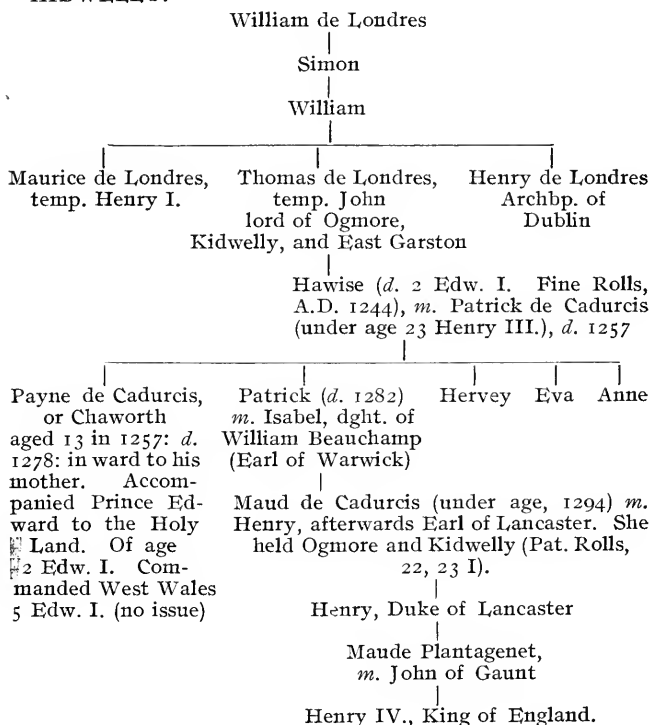 William de Londres
Simon
William
Maurice de Londres,
temp. Henry I.
Thomas de Londres,
temp. John
lord of Ogmore,
Kidwelly, and East Garston
Henry de Londres
Archbp. of
Dublin
Hawise (d. 2 Edw. I. Fine Rolls,
A.D. 1244), m. Patrick de Cadurcis
(under age 23 Henry III.), d. 1257
Payne de Cadurcis,
or Chaworth
aged 13 in 1257: d.
1278: in ward to his
mother. Accom-
panied Prince Ed-
ward to the Holy
Land. Of age
2 Edw. I. Com-
manded West Wales
5 Edw. I. (no issue)
Patrick (d. 1282)
m. Isabel, dght. of
William Beauchamp
(Earl of Warwick)
Hervey
Eva
Anne
Maud de Cadurcis (under age, 1294) m.
Henry, afterwards Earl of Lancaster. She
held Ogmore and Kidwelly (Pat. Rolls,
22, 23 I).
Henry, Duke of Lancaster
Maude Plantagenet,
m. John of Gaunt
Henry IV., King of England.